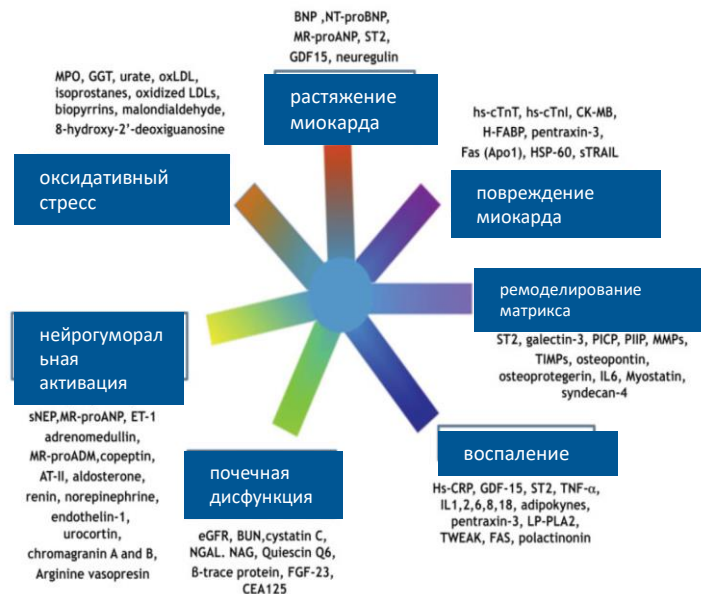 BNP ,NT-proBNP,
MR-proANP, ST2,
GDF15, neuregulin
растяжение
миокарда
MPO, GGT, urate, oxLDL,
isoprostanes, oxidized LDLs,
biopyrrins, malondialdehyde,
8-hydroxy-2’-deoxiguanosine
оксидативный
стресс
hs-cTnT, hs-cTnI, CK-MB,
H-FABP, pentraxin-3,
Fas (Apo1), HSP-60, sTRAIL
повреждение
миокарда
ремоделирование
матрикса
ST2, galectin-3, PICP, PIIP, MMPs,
TIMPs, osteopontin,
osteoprotegerin, IL6, Myostatin,
syndecan-4
нейрогуморал
ьная
активация
sNEP,MR-proANP, ET-1
adrenomedullin,
MR-proADM,copeptin,
AT-II, aldosterone,
renin, norepinephrine,
endothelin-1,
urocortin,
chromagranin A and B,
Arginine vasopresin
почечная
дисфункция
eGFR, BUN,cystatin C,
NGAL. NAG, Quiescin Q6,
β-trace protein, FGF-23,
CEA125
воспаление
Hs-CRP, GDF-15, ST2, TNF-α,
IL1,2,6,8,18, adipokynes,
pentraxin-3, LP-PLA2,
TWEAK, FAS, polactinonin